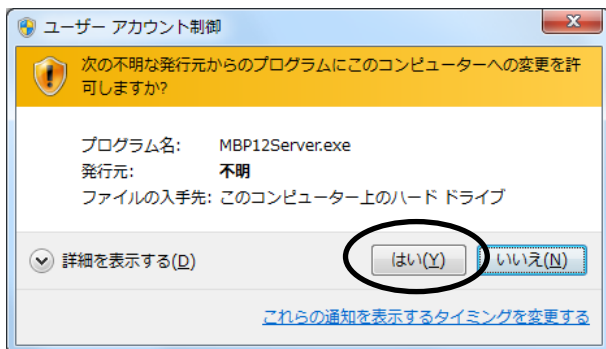 ユーザー アカウント制御
次の不明な発行元からのプログラムにこのコンピューターへの変更を許
可しますか?
プログラム名: MBP12Server.exe
発行元: 不明
ファイルの入手先: このコンピューター上のハード ドライブ
詳細を表示する(D) はい(Y) いいえ(N)
これらの通知を表示するタイミングを変更する